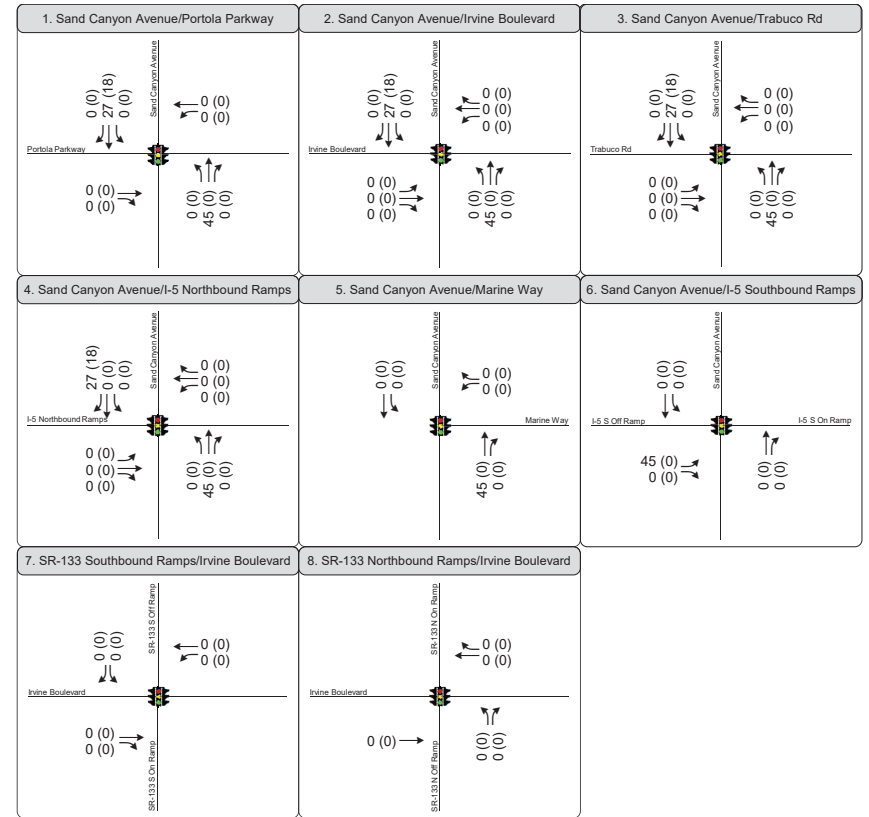 1. Sand Canyon Avenue/Portola Parkway
0 (0)
27 (18)
0 (0)
Sand Canyon Avenue
0 (0)
0 (0)
Portola Parkway
0 (0)
0 (0)
0 (0)
45 (0)
0 (0)
2. Sand Canyon Avenue/Irvine Boulevard
0 (0)
27 (18)
0 (0)
Sand Canyon Avenue
0 (0)
0 (0)
0 (0)
Irvine Boulevard
0 (0)
0 (0)
0 (0)
0 (0)
45 (0)
0 (0)
3. Sand Canyon Avenue/Trabuco Rd
0 (0)
27 (18)
0 (0)
Sand Canyon Avenue
0 (0)
0 (0)
0 (0)
Trabuco Rd
0 (0)
0 (0)
0 (0)
0 (0)
45 (0)
0 (0)
4. Sand Canyon Avenue/I-5 Northbound Ramps
27 (18)
0 (0)
0 (0)
Sand Canyon Avenue
0 (0)
0 (0)
0 (0)
I-5 Northbound Ramps
0 (0)
0 (0)
0 (0)
0 (0)
45 (0)
0 (0)
5. Sand Canyon Avenue/Marine Way
0 (0)
0 (0)
Sand Canyon Avenue
0 (0)
0 (0)
Marine Way
45 (0)
0 (0)
6. Sand Canyon Avenue/I-5 Southbound Ramps
0 (0)
0 (0)
Sand Canyon Avenue
I-5 S Off Ramp
I-5 S On Ramp
45 (0)
0 (0)
0 (0)
0 (0)
7. SR-133 Southbound Ramps/Irvine Boulevard
0 (0)
0 (0)
SR-133 S Off Ramp
0 (0)
0 (0)
Irvine Boulevard
0 (0)
0 (0)
SR-133 S On Ramp
8. SR-133 Northbound Ramps/Irvine Boulevard
SR-133 N On Ramp
0 (0)
0 (0)
Irvine Boulevard
0 (0)
SR-133 N Off Ramp
0 (0)
0 (0)